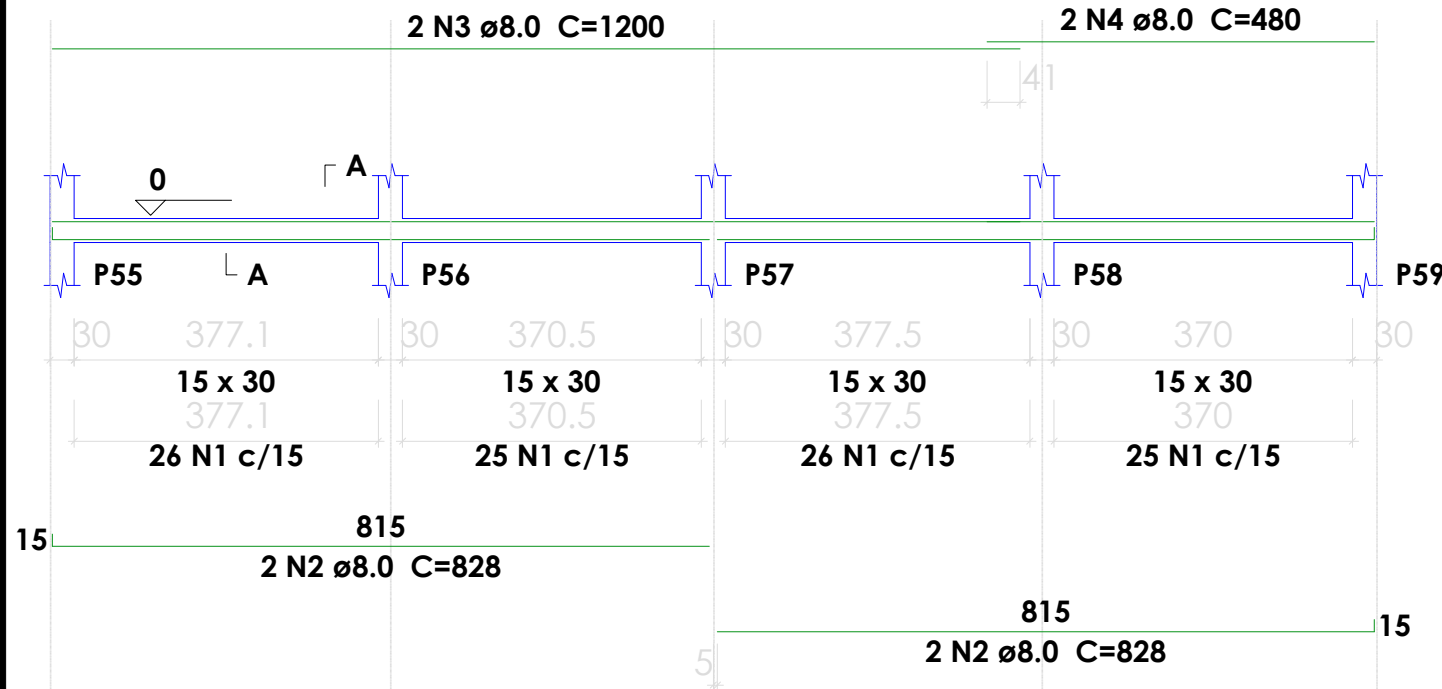 2 N3 ø8.0 C=1200
2 N4 ø8.0 C=480
41
A
0
P55
A
P56
P57
P58
P59
30 377.1 30 370.5 30 377.5 30 370 30
15 x 30 15 x 30 15 x 30 15 x 30
377.1 370.5 377.5 370
26 N1 c/15 25 N1 c/15 26 N1 c/15 25 N1 c/15
815
15
2 N2 ø8.0 C=828
815
15
2 N2 ø8.0 C=828
5